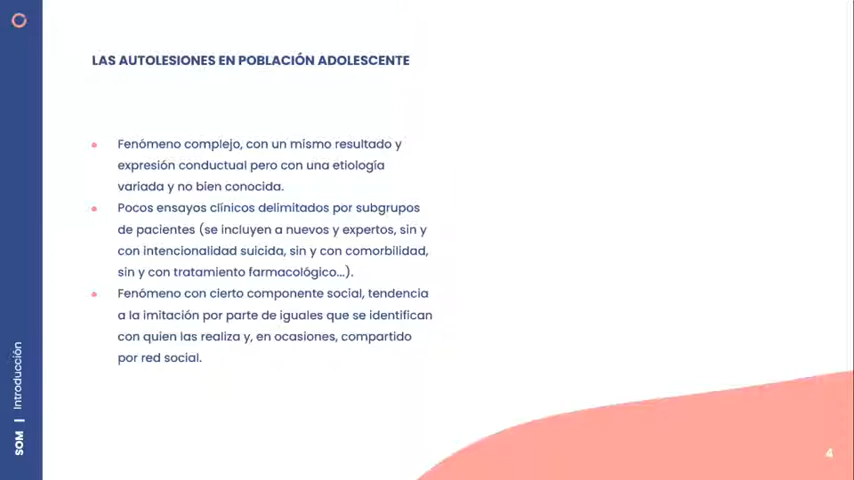 LAS AUTOLESIONES EN POBLACIÓN ADOLESCENTE
Fenómeno complejo, con un mismo resultado y
expresión conductual pero con una etiología
variada y no bien conocida.
Pocos ensayos clínicos delimitados por subgrupos
de pacientes (se incluyen a nuevos y expertos, sin y
con intencionalidad suicida, sin y con comorbilidad,
sin y con tratamiento farmacológico...).
Fenómeno con cierto componente social, tendencia
a la imitación por parte de iguales que se identifican
con quien las realiza y, en ocasiones, compartido
por red social.
SOM | Introducción
4